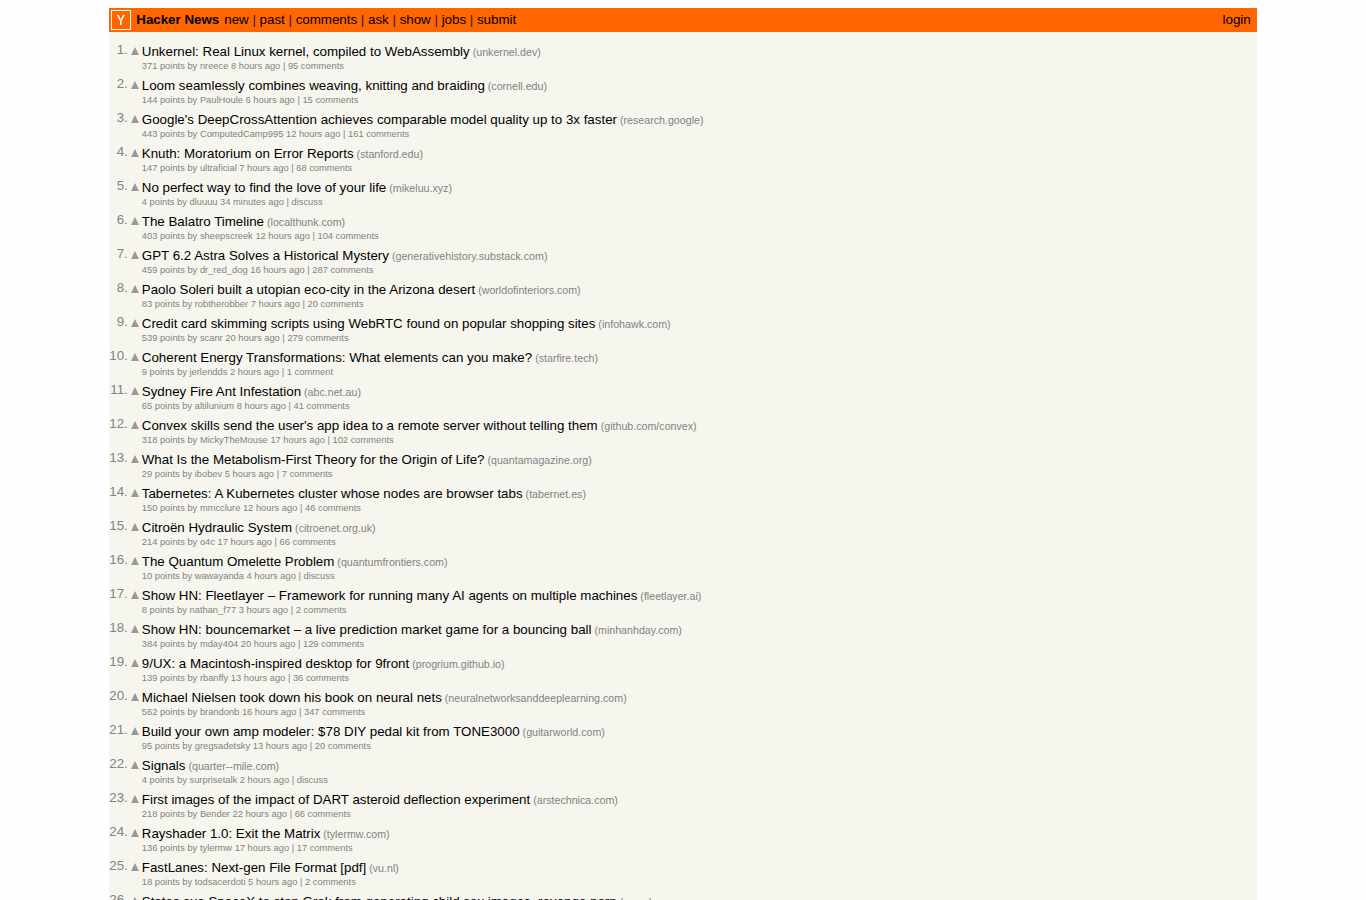 Y Hacker News new | past | comments | ask | show | jobs | submit login
1. Unkernel: Real Linux kernel, compiled to WebAssembly (unkernel.dev)
371 points by nreece 8 hours ago | 95 comments
2. Loom seamlessly combines weaving, knitting and braiding (cornell.edu)
144 points by PaulHoule 6 hours ago | 15 comments
3. Google's DeepCrossAttention achieves comparable model quality up to 3x faster (research.google)
443 points by ComputedCamp995 12 hours ago | 161 comments
4. Knuth: Moratorium on Error Reports (stanford.edu)
147 points by ultraficial 7 hours ago | 68 comments
5. No perfect way to find the love of your life (mikeluu.xyz)
4 points by dluuuu 34 minutes ago | discuss
6. The Balatro Timeline (localthunk.com)
403 points by sheepscreek 12 hours ago | 104 comments
7. GPT 6.2 Astra Solves a Historical Mystery (generativehistory.substack.com)
459 points by dr_red_dog 16 hours ago | 287 comments
8. Paolo Soleri built a utopian eco-city in the Arizona desert (worldofinteriors.com)
83 points by robtherobber 7 hours ago | 20 comments
9. Credit card skimming scripts using WebRTC found on popular shopping sites (infohawk.com)
539 points by scanr 20 hours ago | 279 comments
10. Coherent Energy Transformations: What elements can you make? (starfire.tech)
9 points by jerlendds 2 hours ago | 1 comment
11. Sydney Fire Ant Infestation (abc.net.au)
65 points by altilunium 8 hours ago | 41 comments
12. Convex skills send the user's app idea to a remote server without telling them (github.com/convex)
318 points by MickyTheMouse 17 hours ago | 102 comments
13. What Is the Metabolism-First Theory for the Origin of Life? (quantamagazine.org)
29 points by ibobev 5 hours ago | 7 comments
14. Tabernetes: A Kubernetes cluster whose nodes are browser tabs (tabernet.es)
150 points by mmcclure 12 hours ago | 46 comments
15. Citroën Hydraulic System (citroenet.org.uk)
214 points by o4c 17 hours ago | 66 comments
16. The Quantum Omelette Problem (quantumfrontiers.com)
10 points by wawayanda 4 hours ago | discuss
17. Show HN: Fleetlayer – Framework for running many AI agents on multiple machines (fleetlayer.ai)
8 points by nathan_f77 3 hours ago | 2 comments
18. Show HN: bouncemarket – a live prediction market game for a bouncing ball (minhanhday.com)
384 points by mday404 20 hours ago | 129 comments
19. 9/UX: a Macintosh-inspired desktop for 9front (progrium.github.io)
139 points by rbanffy 13 hours ago | 36 comments
20. Michael Nielsen took down his book on neural nets (neuralnetworksanddeeplearning.com)
562 points by brandonb 16 hours ago | 347 comments
21. Build your own amp modeler: $78 DIY pedal kit from TONE3000 (guitarworld.com)
95 points by gregsadetsky 13 hours ago | 20 comments
22. Signals (quarter--mile.com)
4 points by surprisetalk 2 hours ago | discuss
23. First images of the impact of DART asteroid deflection experiment (arstechnica.com)
218 points by Bender 22 hours ago | 66 comments
24. Rayshader 1.0: Exit the Matrix (tylermw.com)
136 points by tylermw 17 hours ago | 17 comments
25. FastLanes: Next-gen File Format [pdf] (vu.nl)
18 points by todsacerdoti 5 hours ago | 2 comments